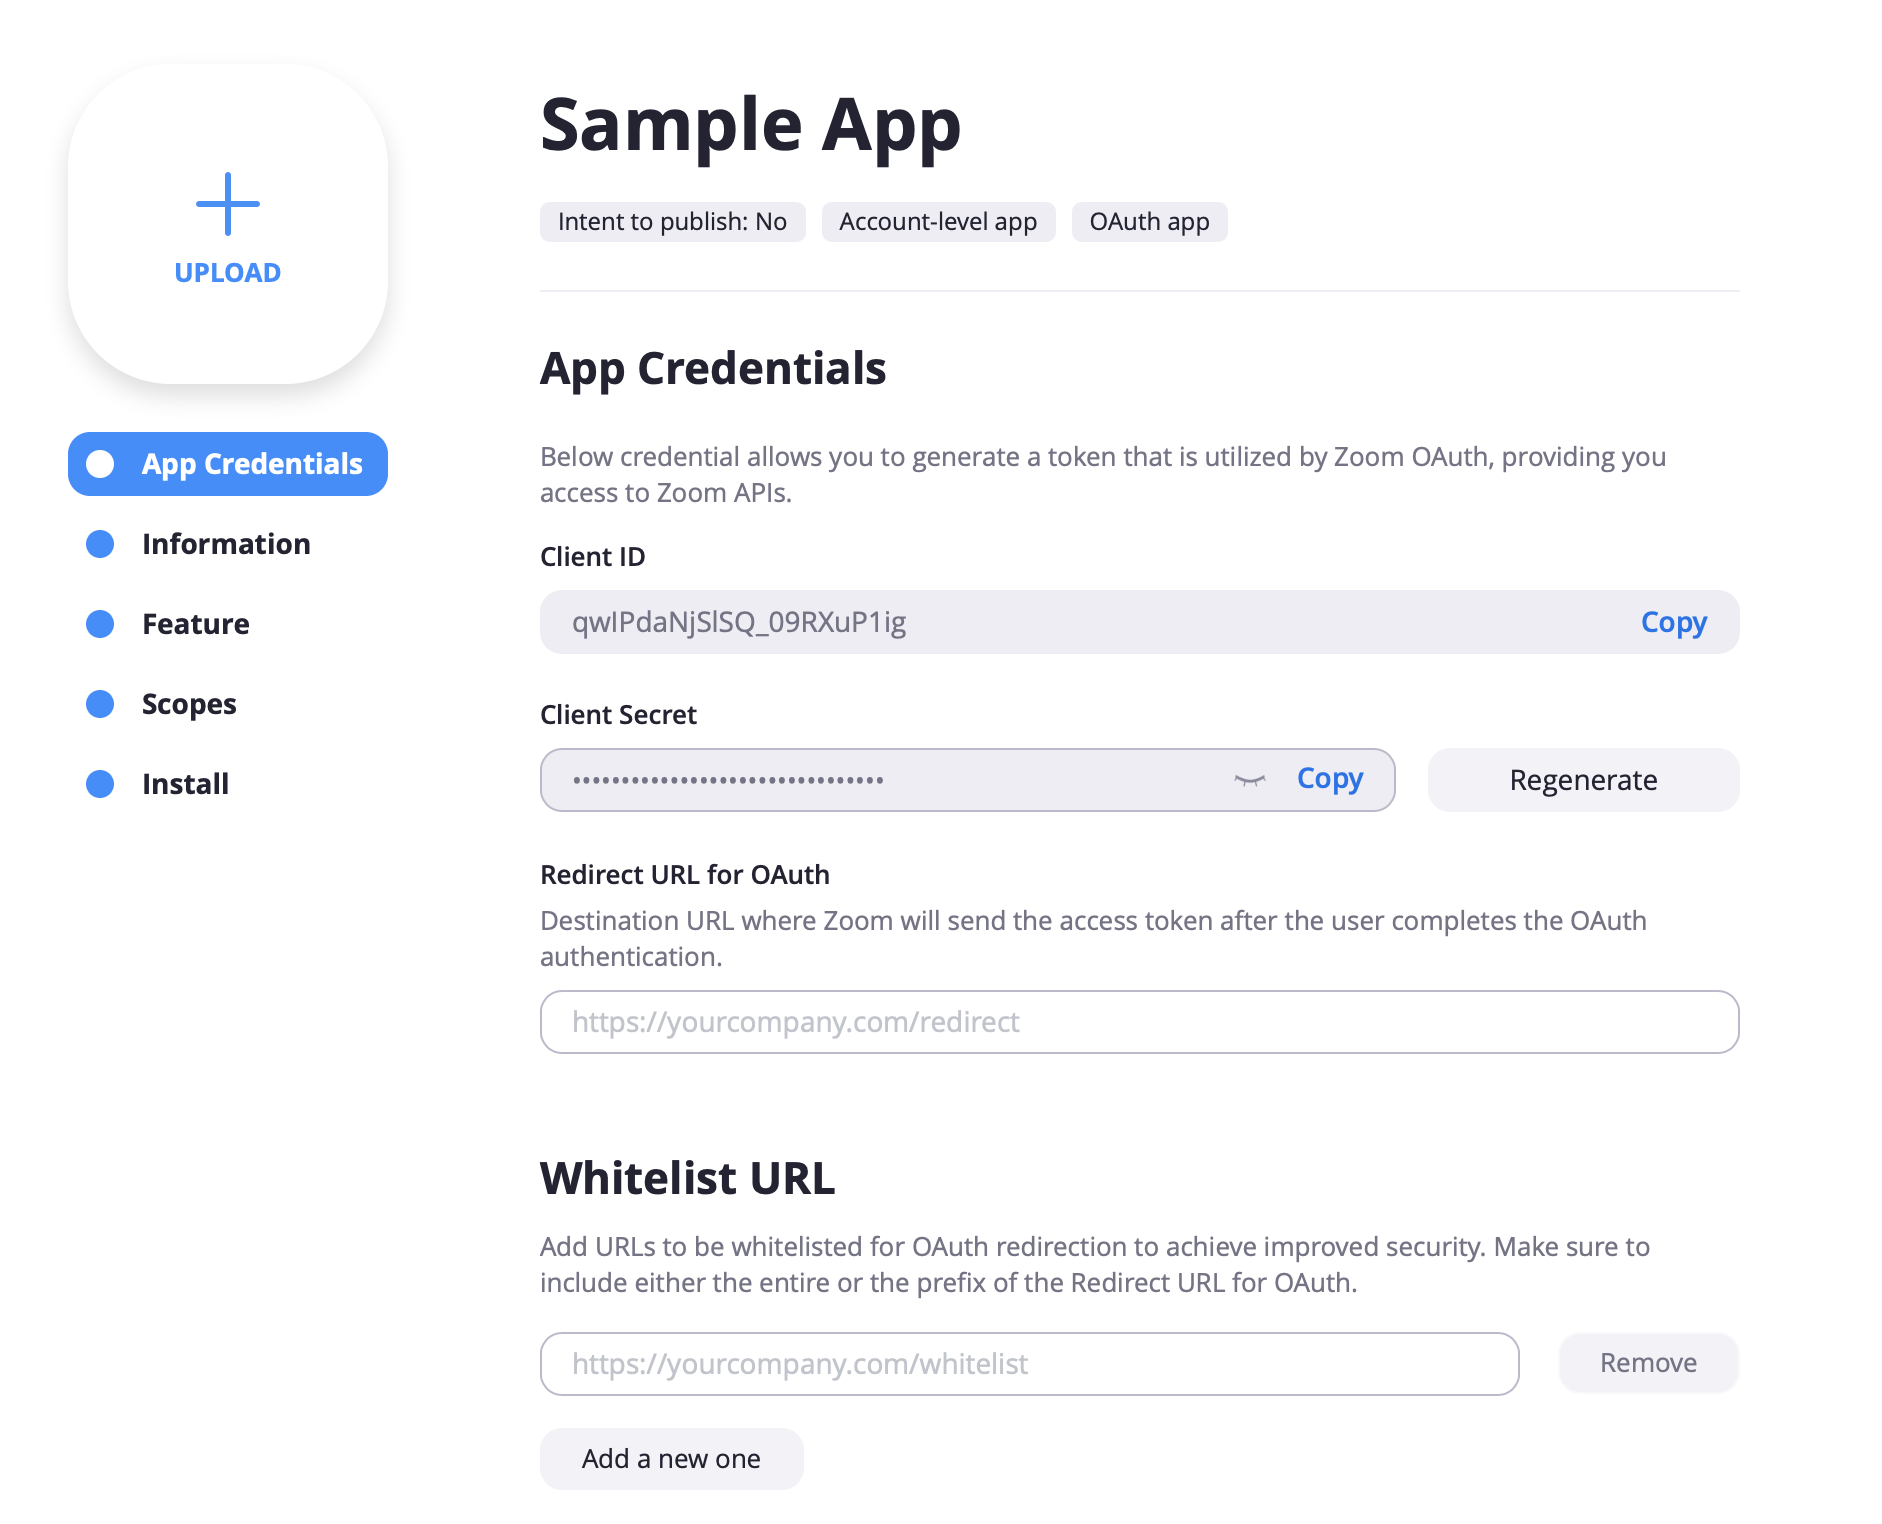 UPLOAD
App Credentials
Information
Feature
Scopes
Install
Sample App
Intent to publish: No
Account-level app
OAuth app
App Credentials
Below credential allows you to generate a token that is utilized by Zoom OAuth, providing you
access to Zoom APIs.
Client ID
qwIPdaNjSlSQ_09RXuP1ig
Copy
Client Secret
•••••••••••••••••••••••••••••••• Copy
Regenerate
Redirect URL for OAuth
Destination URL where Zoom will send the access token after the user completes the OAuth
authentication.
https://yourcompany.com/redirect
Whitelist URL
Add URLs to be whitelisted for OAuth redirection to achieve improved security. Make sure to
include either the entire or the prefix of the Redirect URL for OAuth.
https://yourcompany.com/whitelist
Remove
Add a new one